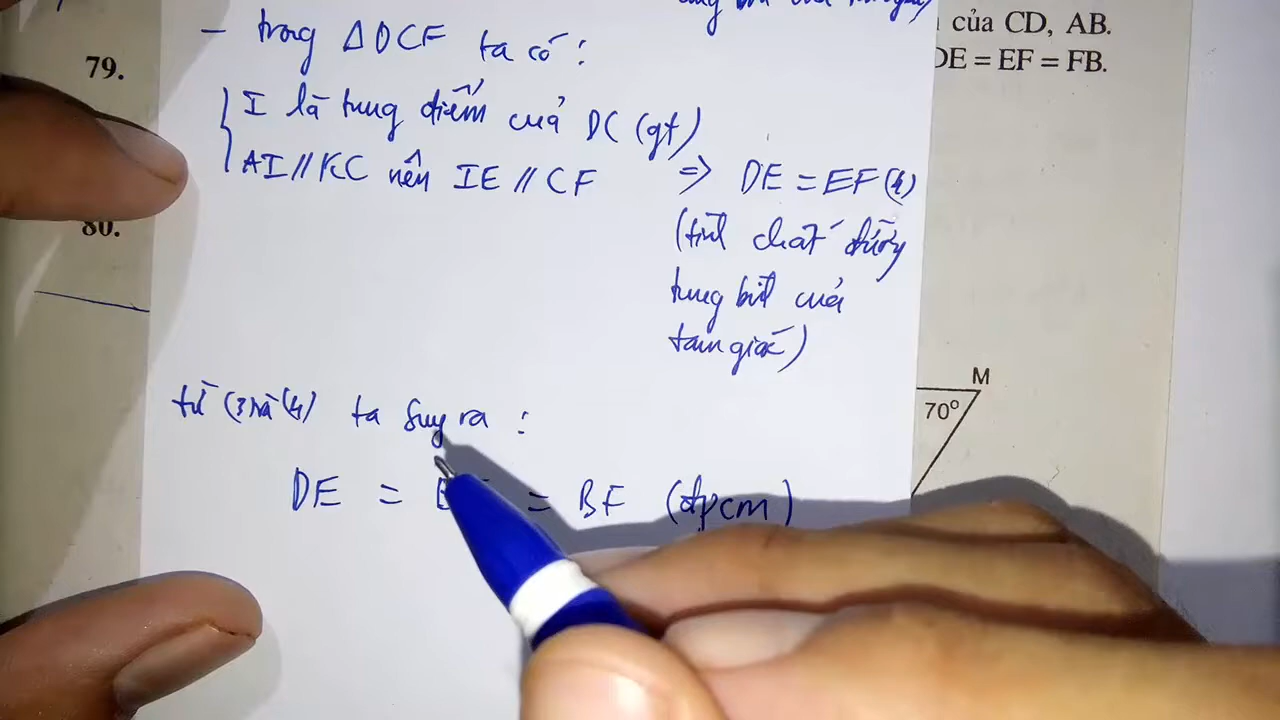 của CD, AB.
DE = EF = FB.
79.
80.
- trong ΔDCF ta có :
I là trung điểm của DC (gt)
AI // KC nên IE // CF => DE = EF (4)
(tính chất đường
trung bình của
tam giác)
từ (3) và (4) ta suy ra :
DE = = BF (đpcm)
M
70°